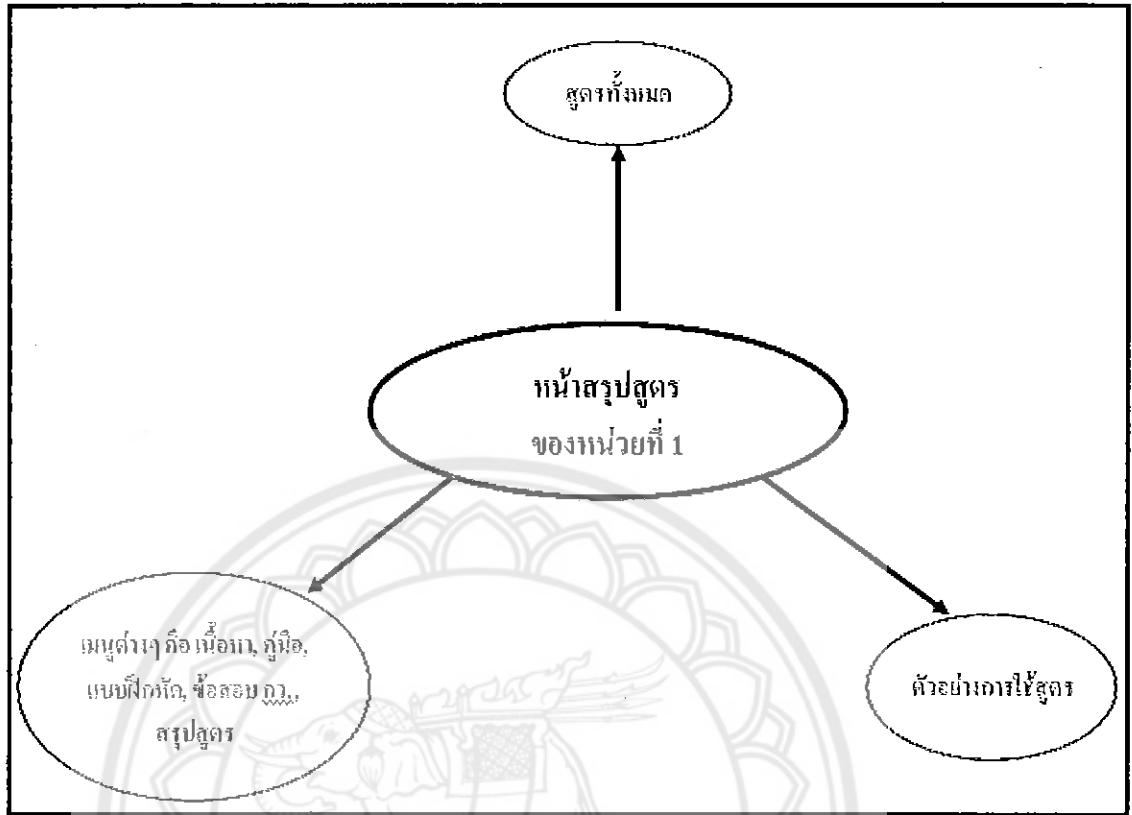 สูตรทั้งหมด
หน้าสรุปสูตร
ของหน่วยที่ 1
เมนูต่างๆ คือ เนื้อหา, คู่มือ,
แบบฝึกหัด, ข้อสอบ กว.,
สรุปสูตร
ตัวอย่างการใช้สูตร